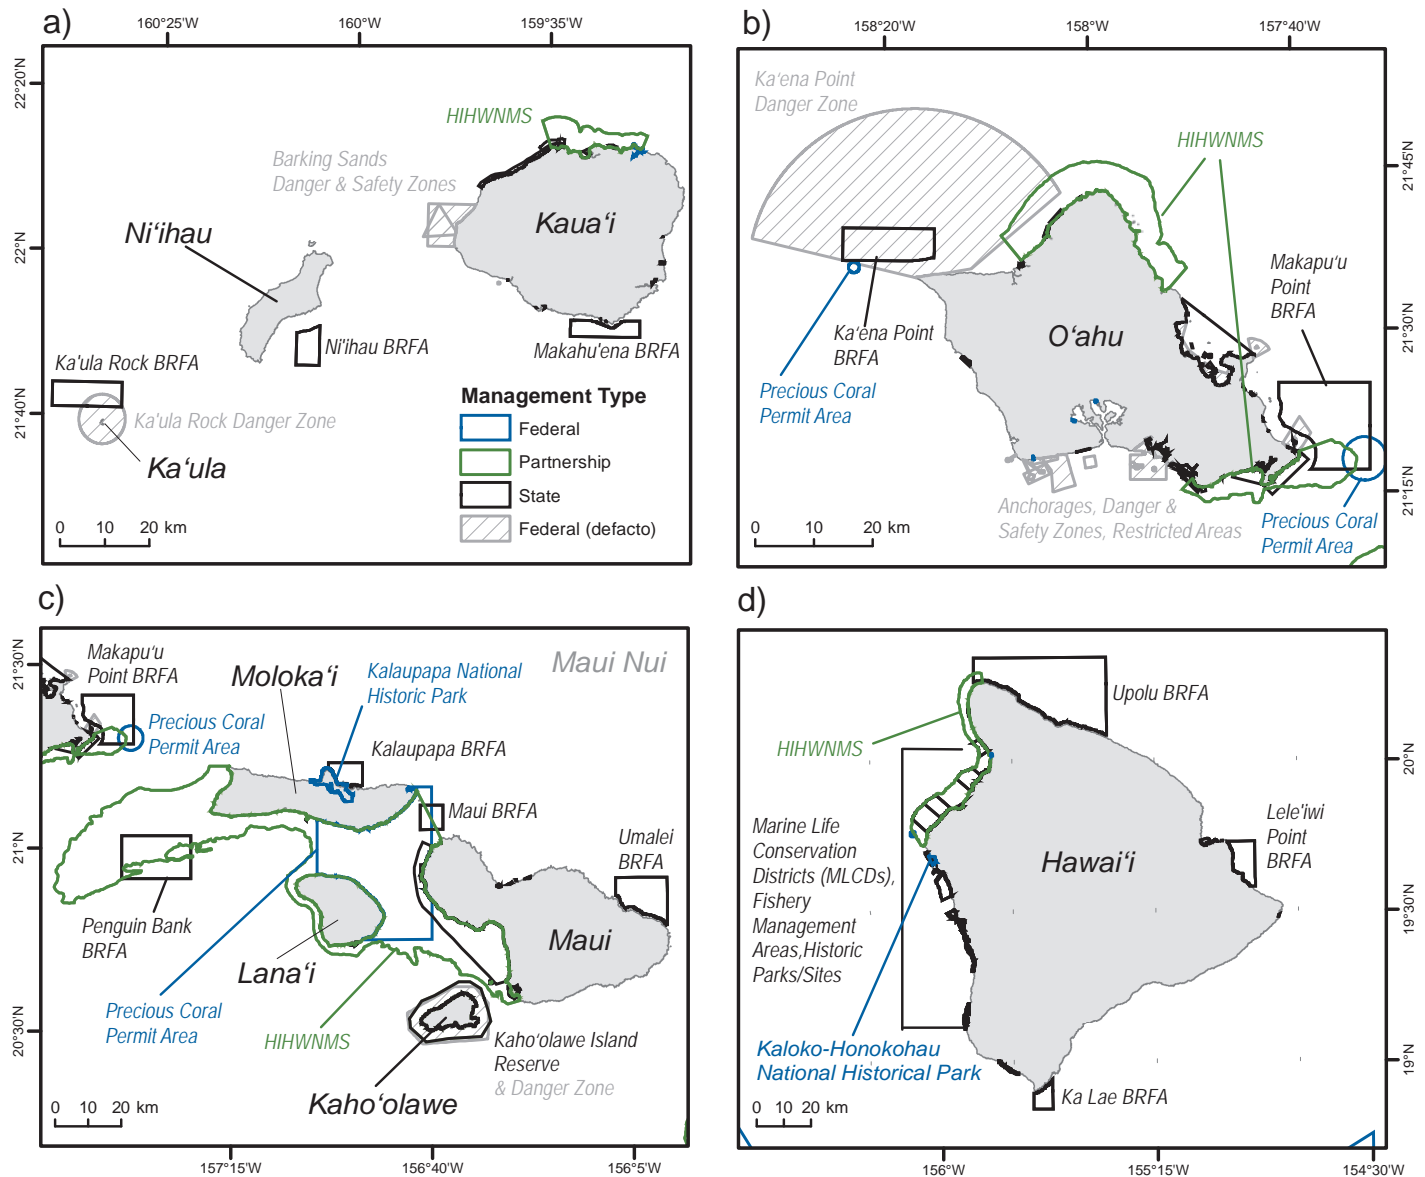 a)
160°25'W
160°0'W
159°35'W
22°20'N
22°0'N
21°40'N
HIHWNMS
Barking Sands
Danger & Safety Zones
Kaua‘i
Ni‘ihau
Ni'ihau BRFA
Makahu'ena BRFA
Ka'ula Rock BRFA
Ka'ula Rock Danger Zone
Ka‘ula
Management Type
Federal
Partnership
State
Federal (defacto)
0 10 20 km
b)
158°20'W
158°W
157°40'W
21°45'N
21°30'N
21°15'N
Ka‘ena Point
Danger Zone
HIHWNMS
Makapu‘u
Point
BRFA
Ka‘ena Point
BRFA
O‘ahu
Precious Coral
Permit Area
Anchorages, Danger &
Safety Zones, Restricted Areas
Precious Coral
Permit Area
0 10 20 km
c)
21°30'N
21°N
20°30'N
Makapu‘u
Point BRFA
Moloka‘i
Kalaupapa National
Historic Park
Maui Nui
Precious Coral
Permit Area
Kalaupapa BRFA
Maui BRFA
Umalei
BRFA
Penguin Bank
BRFA
Maui
Lana‘i
Precious Coral
Permit Area
HIHWNMS
Kaho‘olawe Island
Reserve
& Danger Zone
Kaho‘olawe
0 10 20 km
157°15'W
156°40'W
156°5'W
d)
Upolu BRFA
HIHWNMS
20°N
19°30'N
19°N
Marine Life
Conservation
Districts (MLCDs),
Fishery
Management
Areas,Historic
Parks/Sites
Lele'iwi
Point
BRFA
Hawai‘i
Kaloko-Honokohau
National Historical Park
Ka Lae BRFA
0 10 20 km
156°W
155°15'W
154°30'W